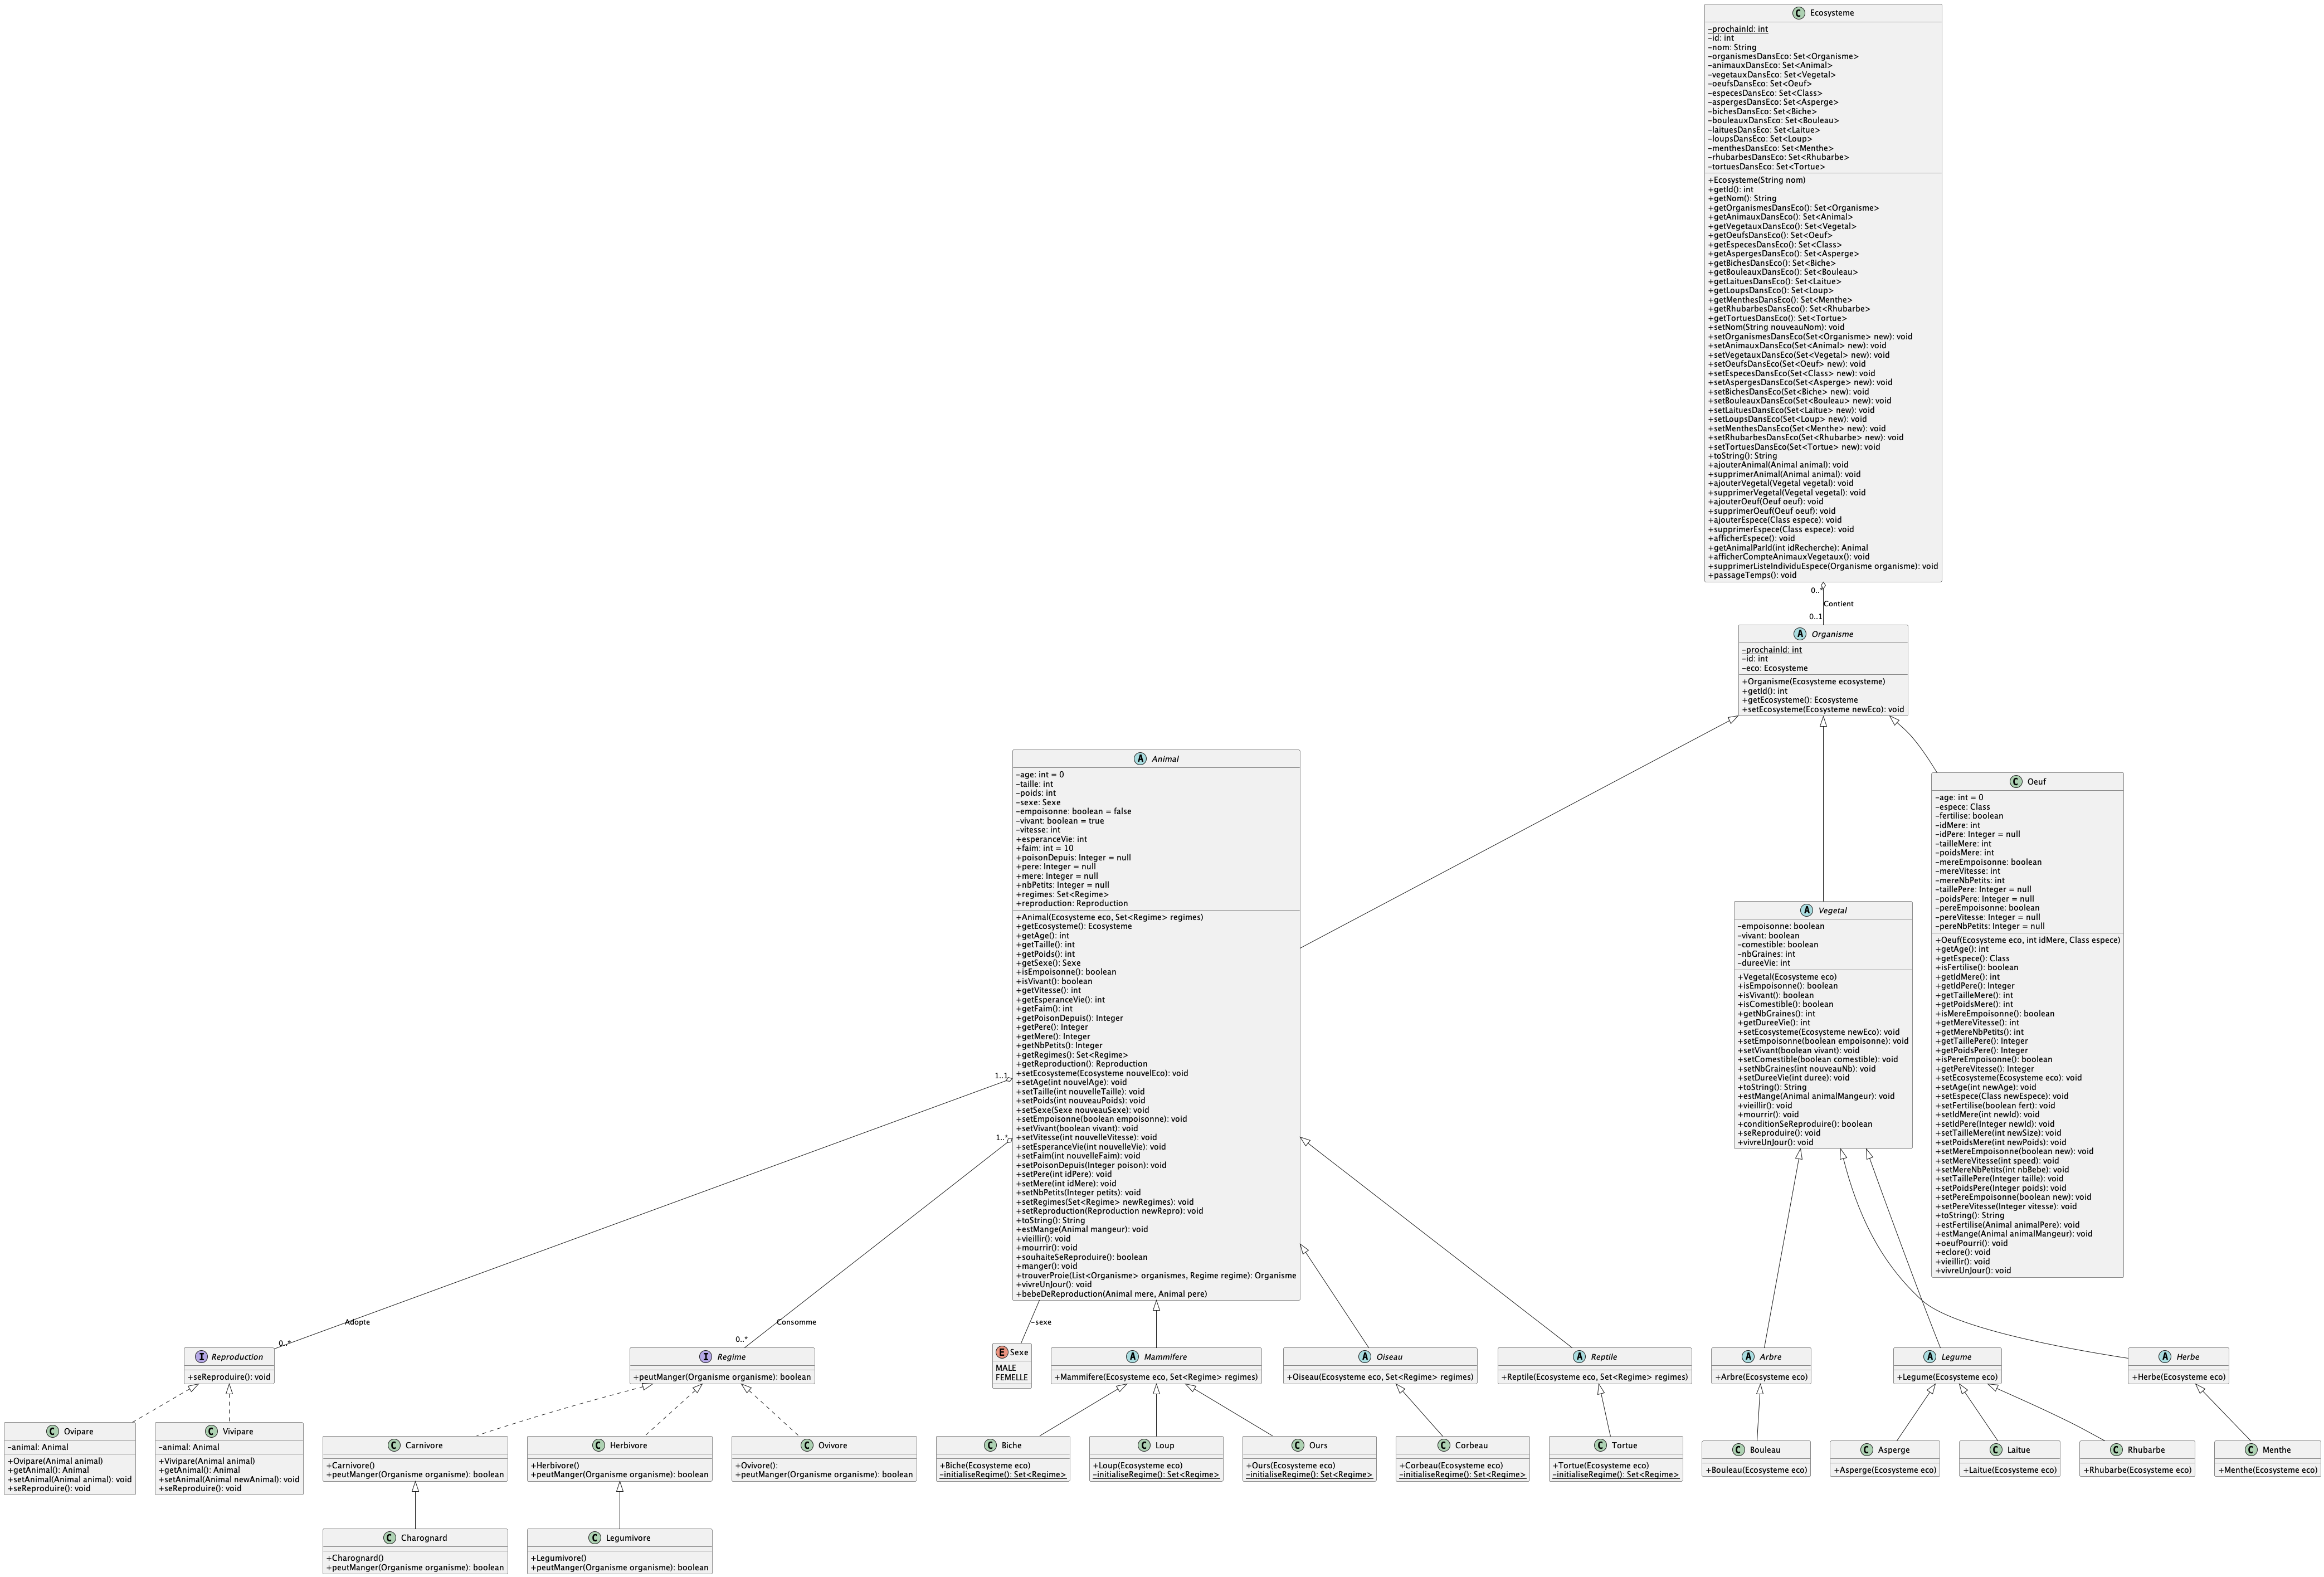 Ecosysteme
-prochainId: int
-id: int
-nom: String
-organismesDansEco: Set<Organisme>
-animauxDansEco: Set<Animal>
-vegetauxDansEco: Set<Vegetal>
-oeufsDansEco: Set<Oeuf>
-especesDansEco: Set<Class>
-aspergesDansEco: Set<Asperge>
-bichesDansEco: Set<Biche>
-bouleauxDansEco: Set<Bouleau>
-laituesDansEco: Set<Laitue>
-loupsDansEco: Set<Loup>
-menthesDansEco: Set<Menthe>
-rhubarbesDansEco: Set<Rhubarbe>
-tortuesDansEco: Set<Tortue>
+Ecosysteme(String nom)
+getId(): int
+getNom(): String
+getOrganismesDansEco(): Set<Organisme>
+getAnimauxDansEco(): Set<Animal>
+getVegetauxDansEco(): Set<Vegetal>
+getOeufsDansEco(): Set<Oeuf>
+getEspecesDansEco(): Set<Class>
+getAspergesDansEco(): Set<Asperge>
+getBichesDansEco(): Set<Biche>
+getBouleauxDansEco(): Set<Bouleau>
+getLaituesDansEco(): Set<Laitue>
+getLoupsDansEco(): Set<Loup>
+getMenthesDansEco(): Set<Menthe>
+getRhubarbesDansEco(): Set<Rhubarbe>
+getTortuesDansEco(): Set<Tortue>
+setNom(String nouveauNom): void
+setOrganismesDansEco(Set<Organisme> new): void
+setAnimauxDansEco(Set<Animal> new): void
+setVegetauxDansEco(Set<Vegetal> new): void
+setOeufsDansEco(Set<Oeuf> new): void
+setEspecesDansEco(Set<Class> new): void
+setAspergesDansEco(Set<Asperge> new): void
+setBichesDansEco(Set<Biche> new): void
+setBouleauxDansEco(Set<Bouleau> new): void
+setLaituesDansEco(Set<Laitue> new): void
+setLoupsDansEco(Set<Loup> new): void
+setMenthesDansEco(Set<Menthe> new): void
+setRhubarbesDansEco(Set<Rhubarbe> new): void
+setTortuesDansEco(Set<Tortue> new): void
+toString(): String
+ajouterAnimal(Animal animal): void
+supprimerAnimal(Animal animal): void
+ajouterVegetal(Vegetal vegetal): void
+supprimerVegetal(Vegetal vegetal): void
+ajouterOeuf(Oeuf oeuf): void
+supprimerOeuf(Oeuf oeuf): void
+ajouterEspece(Class espece): void
+supprimerEspece(Class espece): void
+afficherEspece(): void
+getAnimalParId(int idRecherche): Animal
+afficherCompteAnimauxVegetaux(): void
+supprimerListeIndividuEspece(Organisme organisme): void
+passageTemps(): void
0..*
Contient
0..1
Organisme
-prochainId: int
-id: int
-eco: Ecosysteme
+Organisme(Ecosysteme ecosysteme)
+getId(): int
+getEcosysteme(): Ecosysteme
+setEcosysteme(Ecosysteme newEco): void
Animal
-age: int = 0
-taille: int
-poids: int
-sexe: Sexe
-empoisonne: boolean = false
-vivant: boolean = true
-vitesse: int
+esperanceVie: int
+faim: int = 10
+poisonDepuis: Integer = null
+pere: Integer = null
+mere: Integer = null
+nbPetits: Integer = null
+regimes: Set<Regime>
+reproduction: Reproduction
+Animal(Ecosysteme eco, Set<Regime> regimes)
+getEcosysteme(): Ecosysteme
+getAge(): int
+getTaille(): int
+getPoids(): int
+getSexe(): Sexe
+isEmpoisonne(): boolean
+isVivant(): boolean
+getVitesse(): int
+getEsperanceVie(): int
+getFaim(): int
+getPoisonDepuis(): Integer
+getPere(): Integer
+getMere(): Integer
+getNbPetits(): Integer
+getRegimes(): Set<Regime>
+getReproduction(): Reproduction
+setEcosysteme(Ecosysteme nouvelEco): void
+setAge(int nouvelAge): void
+setTaille(int nouvelleTaille): void
+setPoids(int nouveauPoids): void
+setSexe(Sexe nouveauSexe): void
+setEmpoisonne(boolean empoisonne): void
+setVivant(boolean vivant): void
+setVitesse(int nouvelleVitesse): void
+setEsperanceVie(int nouvelleVie): void
+setFaim(int nouvelleFaim): void
+setPoisonDepuis(Integer poison): void
+setPere(int idPere): void
+setMere(int idMere): void
+setNbPetits(Integer petits): void
+setRegimes(Set<Regime> newRegimes): void
+setReproduction(Reproduction newRepro): void
+toString(): String
+estMange(Animal mangeur): void
+vieillir(): void
+mourrir(): void
+souhaiteSeReproduire(): boolean
+manger(): void
+trouverProie(List<Organisme> organismes, Regime regime): Organisme
+vivreUnJour(): void
+bebeDeReproduction(Animal mere, Animal pere)
Vegetal
-empoisonne: boolean
-vivant: boolean
-comestible: boolean
-nbGraines: int
-dureeVie: int
+Vegetal(Ecosysteme eco)
+isEmpoisonne(): boolean
+isVivant(): boolean
+isComestible(): boolean
+getNbGraines(): int
+getDureeVie(): int
+setEcosysteme(Ecosysteme newEco): void
+setEmpoisonne(boolean empoisonne): void
+setVivant(boolean vivant): void
+setComestible(boolean comestible): void
+setNbGraines(int nouveauNb): void
+setDureeVie(int duree): void
+toString(): String
+estMange(Animal animalMangeur): void
+vieillir(): void
+mourrir(): void
+conditionSeReproduire(): boolean
+seReproduire(): void
+vivreUnJour(): void
Oeuf
-age: int = 0
-espece: Class
-fertilise: boolean
-idMere: int
-idPere: Integer = null
-tailleMere: int
-poidsMere: int
-mereEmpoisonne: boolean
-mereVitesse: int
-mereNbPetits: int
-taillePere: Integer = null
-poidsPere: Integer = null
-pereEmpoisonne: boolean
-pereVitesse: Integer = null
-pereNbPetits: Integer = null
+Oeuf(Ecosysteme eco, int idMere, Class espece)
+getAge(): int
+getEspece(): Class
+isFertilise(): boolean
+getIdMere(): int
+getIdPere(): Integer
+getTailleMere(): int
+getPoidsMere(): int
+isMereEmpoisonne(): boolean
+getMereVitesse(): int
+getMereNbPetits(): int
+getTaillePere(): Integer
+getPoidsPere(): Integer
+isPereEmpoisonne(): boolean
+getPereVitesse(): Integer
+setEcosysteme(Ecosysteme eco): void
+setAge(int newAge): void
+setEspece(Class newEspece): void
+setFertilise(boolean fert): void
+setIdMere(int newId): void
+setIdPere(Integer newId): void
+setTailleMere(int newSize): void
+setPoidsMere(int newPoids): void
+setMereEmpoisonne(boolean new): void
+setMereVitesse(int speed): void
+setMereNbPetits(int nbBebe): void
+setTaillePere(Integer taille): void
+setPoidsPere(Integer poids): void
+setPereEmpoisonne(boolean new): void
+setPereVitesse(Integer vitesse): void
+toString(): String
+estFertilise(Animal animalPere): void
+estMange(Animal animalMangeur): void
+oeufPourri(): void
+eclore(): void
+vieillir(): void
+vivreUnJour(): void
1..1
1..*
Adopte
0..*
Consomme
0..*
-sexe
Reproduction
+seReproduire(): void
Regime
+peutManger(Organisme organisme): boolean
Sexe
MALE
FEMELLE
Mammifere
+Mammifere(Ecosysteme eco, Set<Regime> regimes)
Oiseau
+Oiseau(Ecosysteme eco, Set<Regime> regimes)
Reptile
+Reptile(Ecosysteme eco, Set<Regime> regimes)
Arbre
+Arbre(Ecosysteme eco)
Legume
+Legume(Ecosysteme eco)
Herbe
+Herbe(Ecosysteme eco)
Ovipare
-animal: Animal
+Ovipare(Animal animal)
+getAnimal(): Animal
+setAnimal(Animal animal): void
+seReproduire(): void
Vivipare
-animal: Animal
+Vivipare(Animal animal)
+getAnimal(): Animal
+setAnimal(Animal newAnimal): void
+seReproduire(): void
Carnivore
+Carnivore()
+peutManger(Organisme organisme): boolean
Herbivore
+Herbivore()
+peutManger(Organisme organisme): boolean
Ovivore
+Ovivore():
+peutManger(Organisme organisme): boolean
Biche
+Biche(Ecosysteme eco)
-initialiseRegime(): Set<Regime>
Loup
+Loup(Ecosysteme eco)
-initialiseRegime(): Set<Regime>
Ours
+Ours(Ecosysteme eco)
-initialiseRegime(): Set<Regime>
Corbeau
+Corbeau(Ecosysteme eco)
-initialiseRegime(): Set<Regime>
Tortue
+Tortue(Ecosysteme eco)
-initialiseRegime(): Set<Regime>
Bouleau
+Bouleau(Ecosysteme eco)
Asperge
+Asperge(Ecosysteme eco)
Laitue
+Laitue(Ecosysteme eco)
Rhubarbe
+Rhubarbe(Ecosysteme eco)
Menthe
+Menthe(Ecosysteme eco)
Charognard
+Charognard()
+peutManger(Organisme organisme): boolean
Legumivore
+Legumivore()
+peutManger(Organisme organisme): boolean